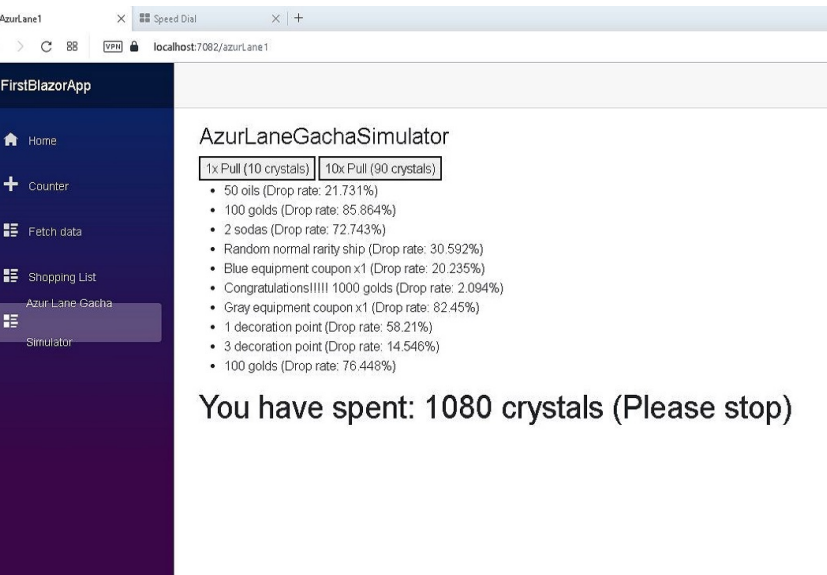 AzurLane1
Speed Dial
VPN localhost:7082/azurLane1
FirstBlazorApp
Home
Counter
Fetch data
Shopping List
Azur Lane Gacha
Simulator
AzurLaneGachaSimulator
1x Pull (10 crystals) 10x Pull (90 crystals)
50 oils (Drop rate: 21.731%)
100 golds (Drop rate: 85.864%)
2 sodas (Drop rate: 72.743%)
Random normal rarity ship (Drop rate: 30.592%)
Blue equipment coupon x1 (Drop rate: 20.235%)
Congratulations!!!!! 1000 golds (Drop rate: 2.094%)
Gray equipment coupon x1 (Drop rate: 82.45%)
1 decoration point (Drop rate: 58.21%)
3 decoration point (Drop rate: 14.546%)
100 golds (Drop rate: 76.448%)
You have spent: 1080 crystals (Please stop)